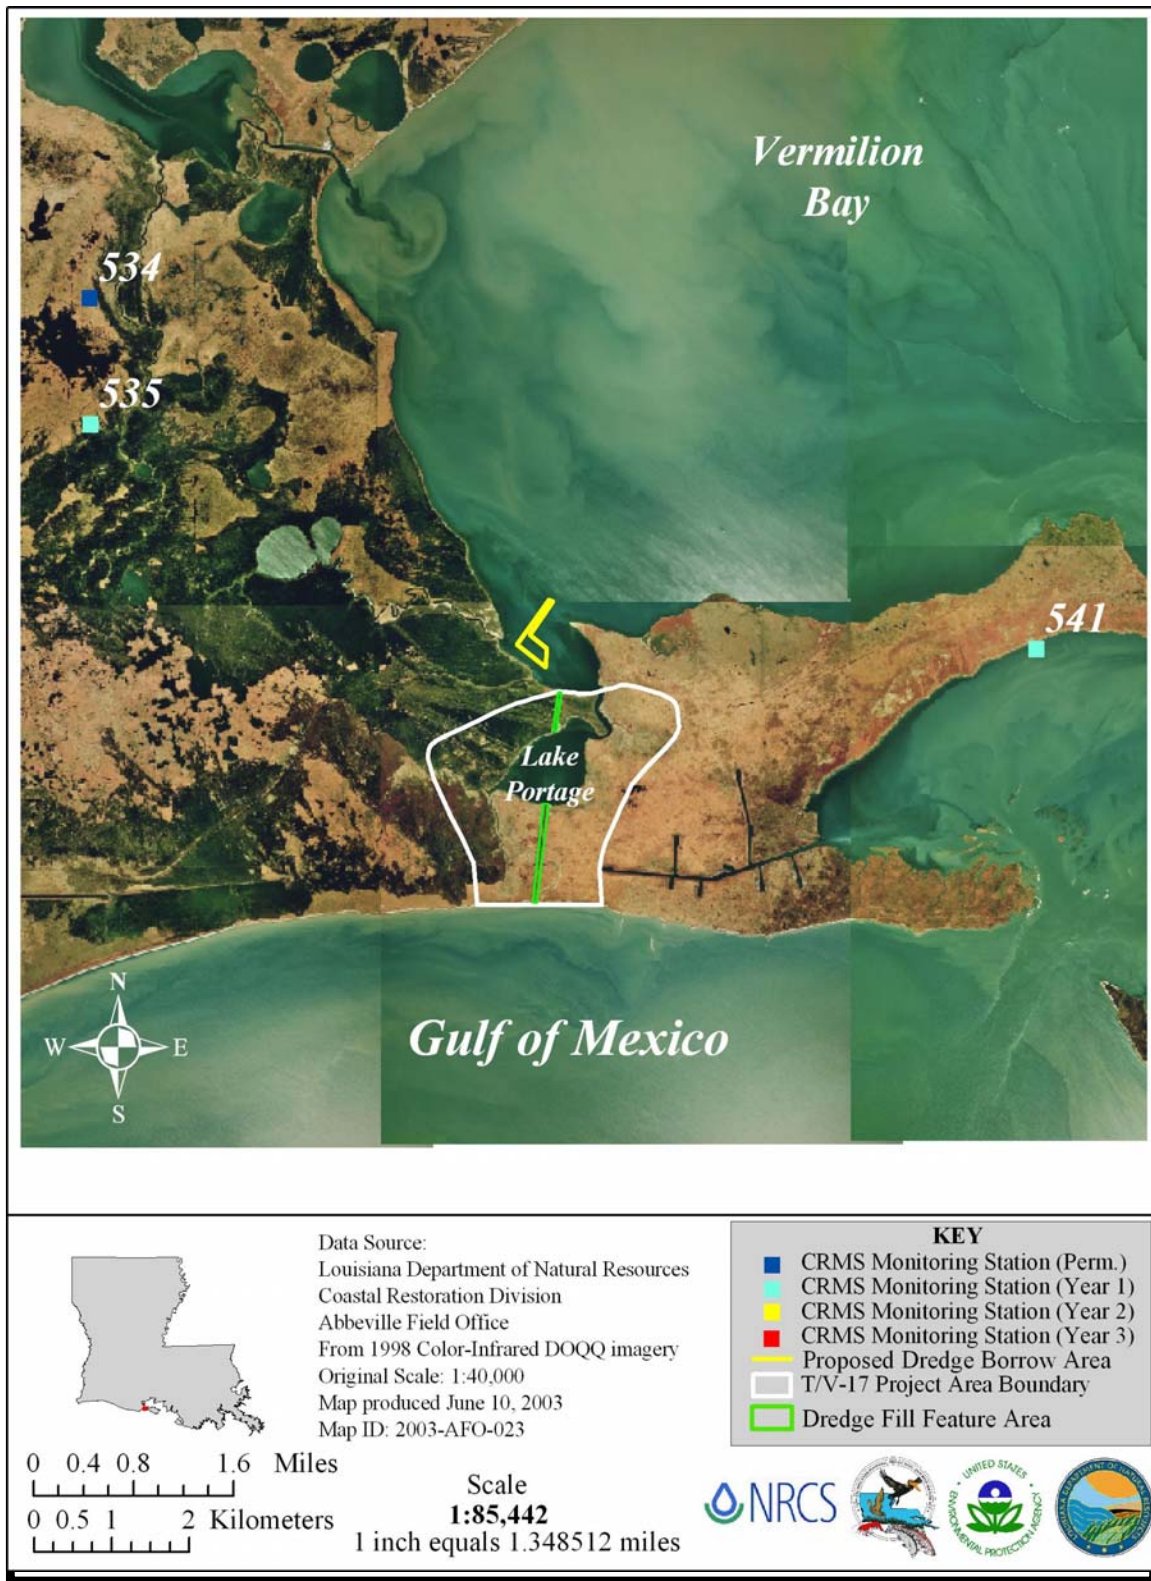 Vermilion
Bay
534
535
541
Lake
Portage
N
W E
S
Gulf of Mexico
Data Source:
Louisiana Department of Natural Resources
Coastal Restoration Division
Abbeville Field Office
From 1998 Color-Infrared DOQQ imagery
Original Scale: 1:40,000
Map produced June 10, 2003
Map ID: 2003-AFO-023
KEY
CRMS Monitoring Station (Perm.)
CRMS Monitoring Station (Year 1)
CRMS Monitoring Station (Year 2)
CRMS Monitoring Station (Year 3)
Proposed Dredge Borrow Area
T/V-17 Project Area Boundary
Dredge Fill Feature Area
0 0.4 0.8 1.6 Miles
0 0.5 1 2 Kilometers
Scale
1:85,442
1 inch equals 1.348512 miles
NRCS
UNITED STATES
ENVIRONMENTAL PROTECTION AGENCY
LOUISIANA DEPARTMENT OF NATURAL RESOURCES